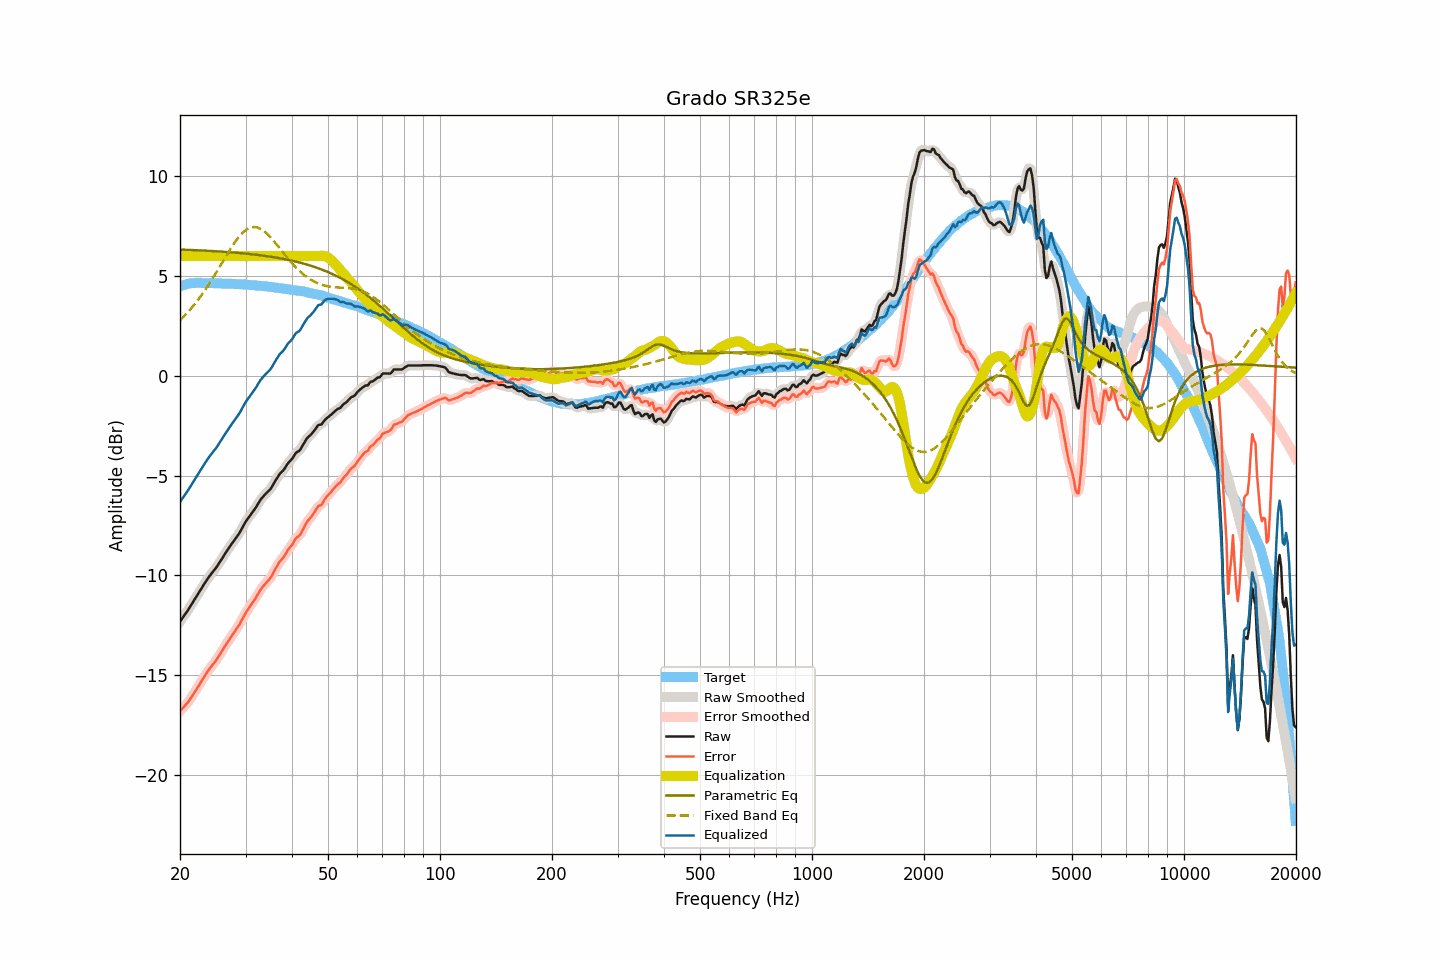 Grado SR325e
10
5
0
−5
−10
−15
−20
Amplitude (dBr)
Target
Raw Smoothed
Error Smoothed
Raw
Error
Equalization
Parametric Eq
Fixed Band Eq
Equalized
20 50 100 200 500 1000 2000 5000 10000 20000
Frequency (Hz)